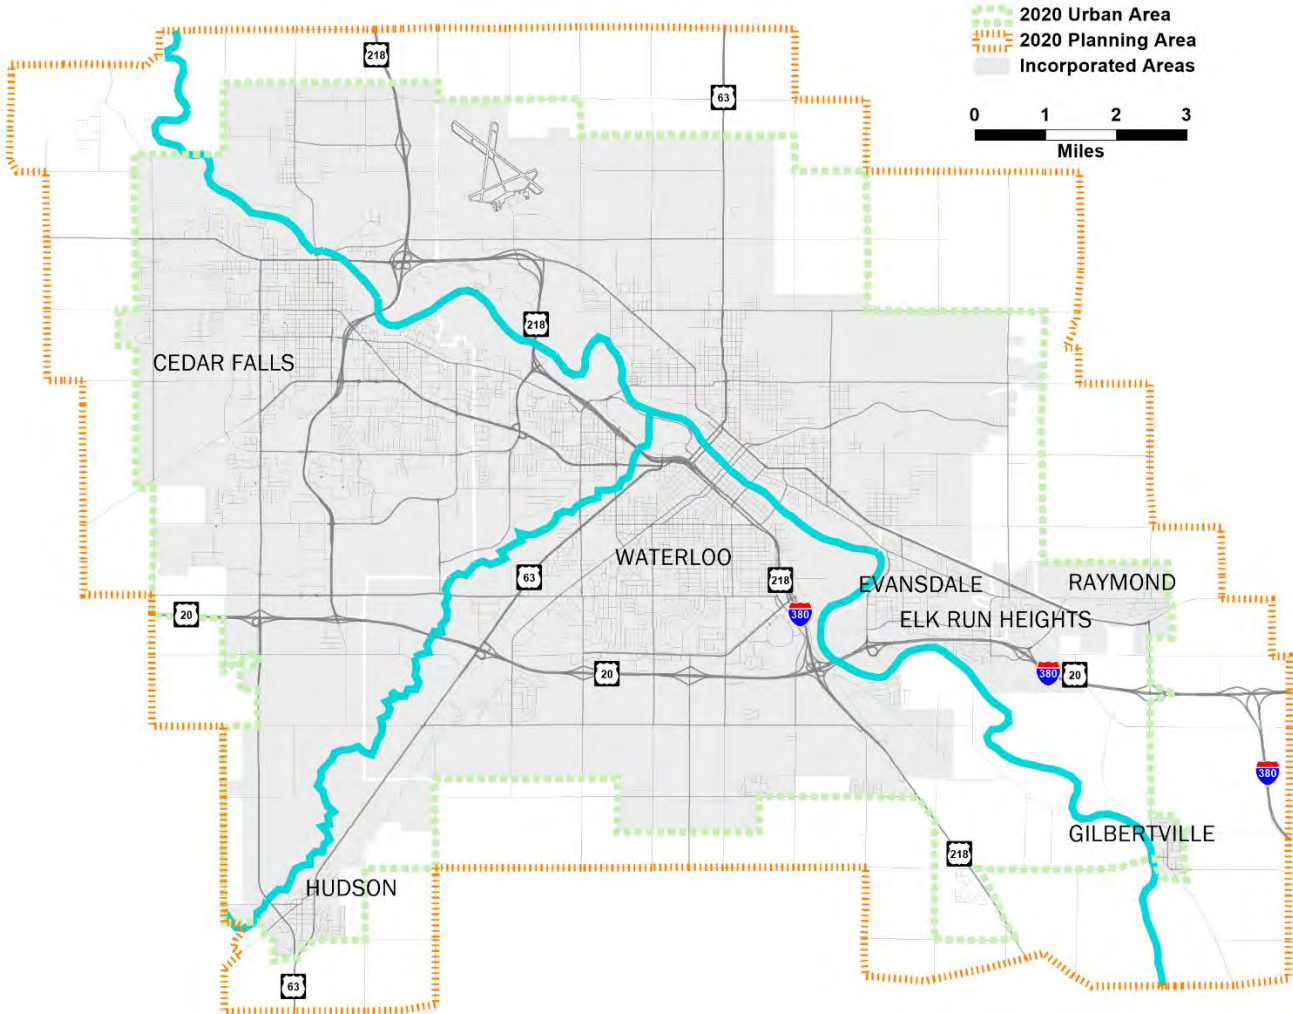 2020 Urban Area
2020 Planning Area
Incorporated Areas
0 1 2 3
Miles
218
63
218
CEDAR FALLS
WATERLOO
63
218
380
EVANSDALE
RAYMOND
ELK RUN HEIGHTS
20
20
380
20
380
GILBERTVILLE
218
HUDSON
63